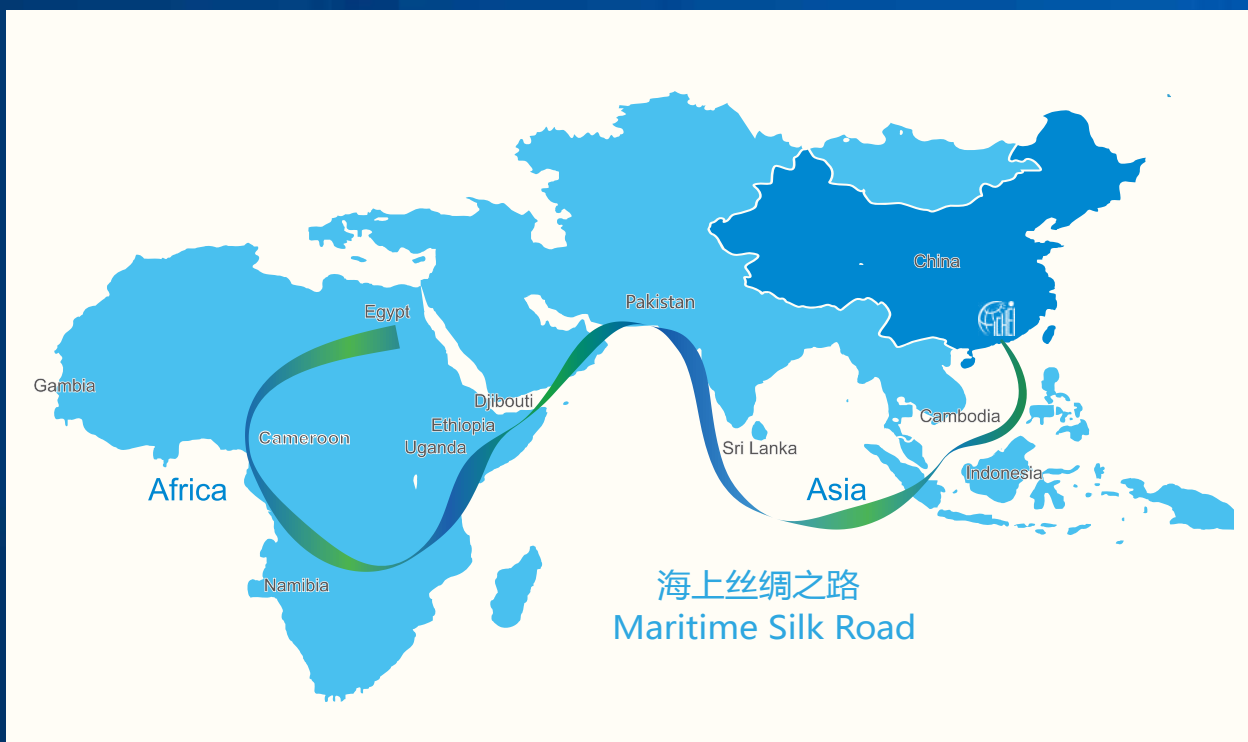 China
Pakistan
Egypt
Gambia
Djibouti
Cambodia
Ethiopia
Cameroon
Uganda
Sri Lanka
Indonesia
Africa
Asia
Namibia
海上丝绸之路
Maritime Silk Road